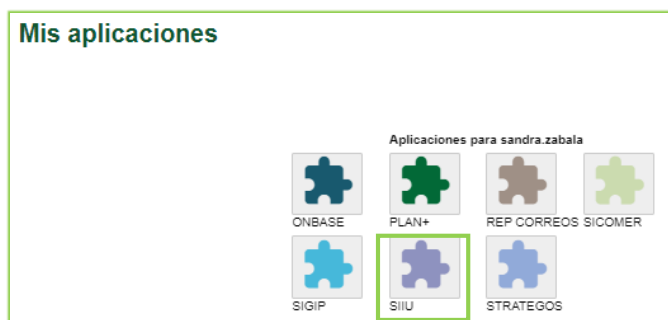 Mis aplicaciones
Aplicaciones para sandra.zabala
ONBASE PLAN+ REP CORREOS SICOMER
SIGIP SIIU STRATEGOS